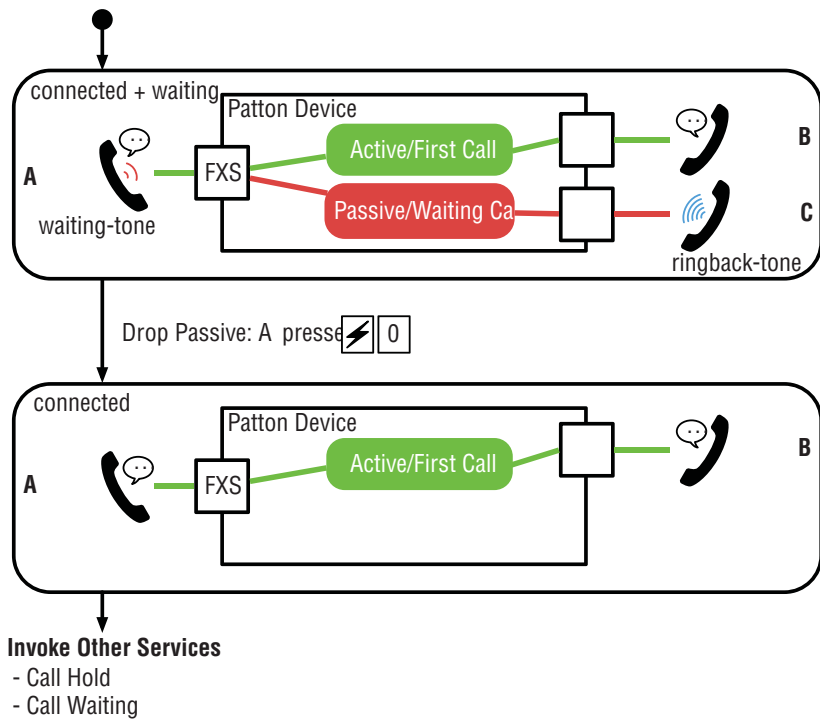 connected + waiting
Patton Device
Active/First Call
B
FXS
A
Passive/Waiting Ca
C
waiting-tone
ringback-tone
Drop Passive: A presse 0
connected
Patton Device
Active/First Call
B
A
FXS
Invoke Other Services
- Call Hold
- Call Waiting